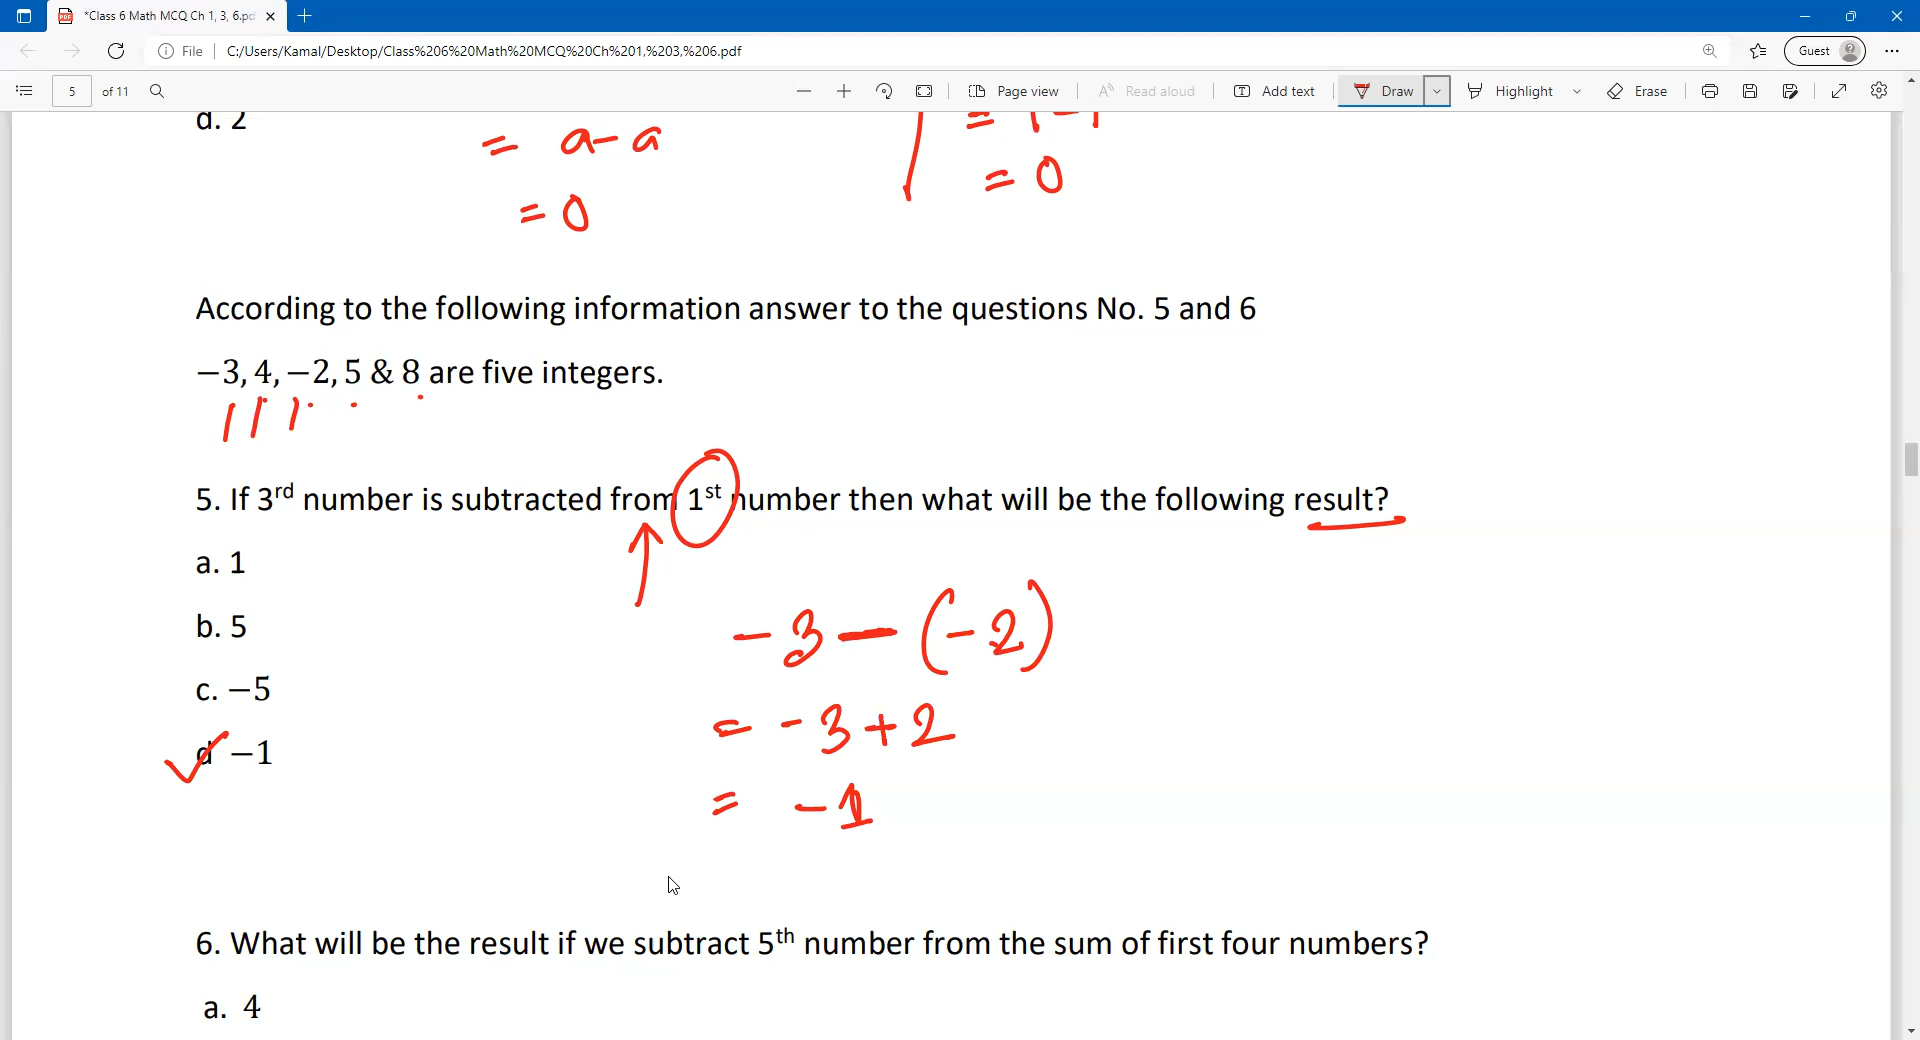 *Class 6 Math MCQ Ch 1, 3, 6.pd
File C:/Users/Kamal/Desktop/Class%206%20Math%20MCQ%20Ch%201,%203,%206.pdf Guest
5 of 11 Page view Read aloud Add text Draw Highlight Erase
d. 2
= a - a
= 0
= 0
According to the following information answer to the questions No. 5 and 6
−3, 4, −2, 5 & 8 are five integers.
5. If 3rd number is subtracted from 1st number then what will be the following result?
a. 1
b. 5
c. −5
d −1
-3 - (-2)
= -3 + 2
= -1
6. What will be the result if we subtract 5th number from the sum of first four numbers?
a. 4